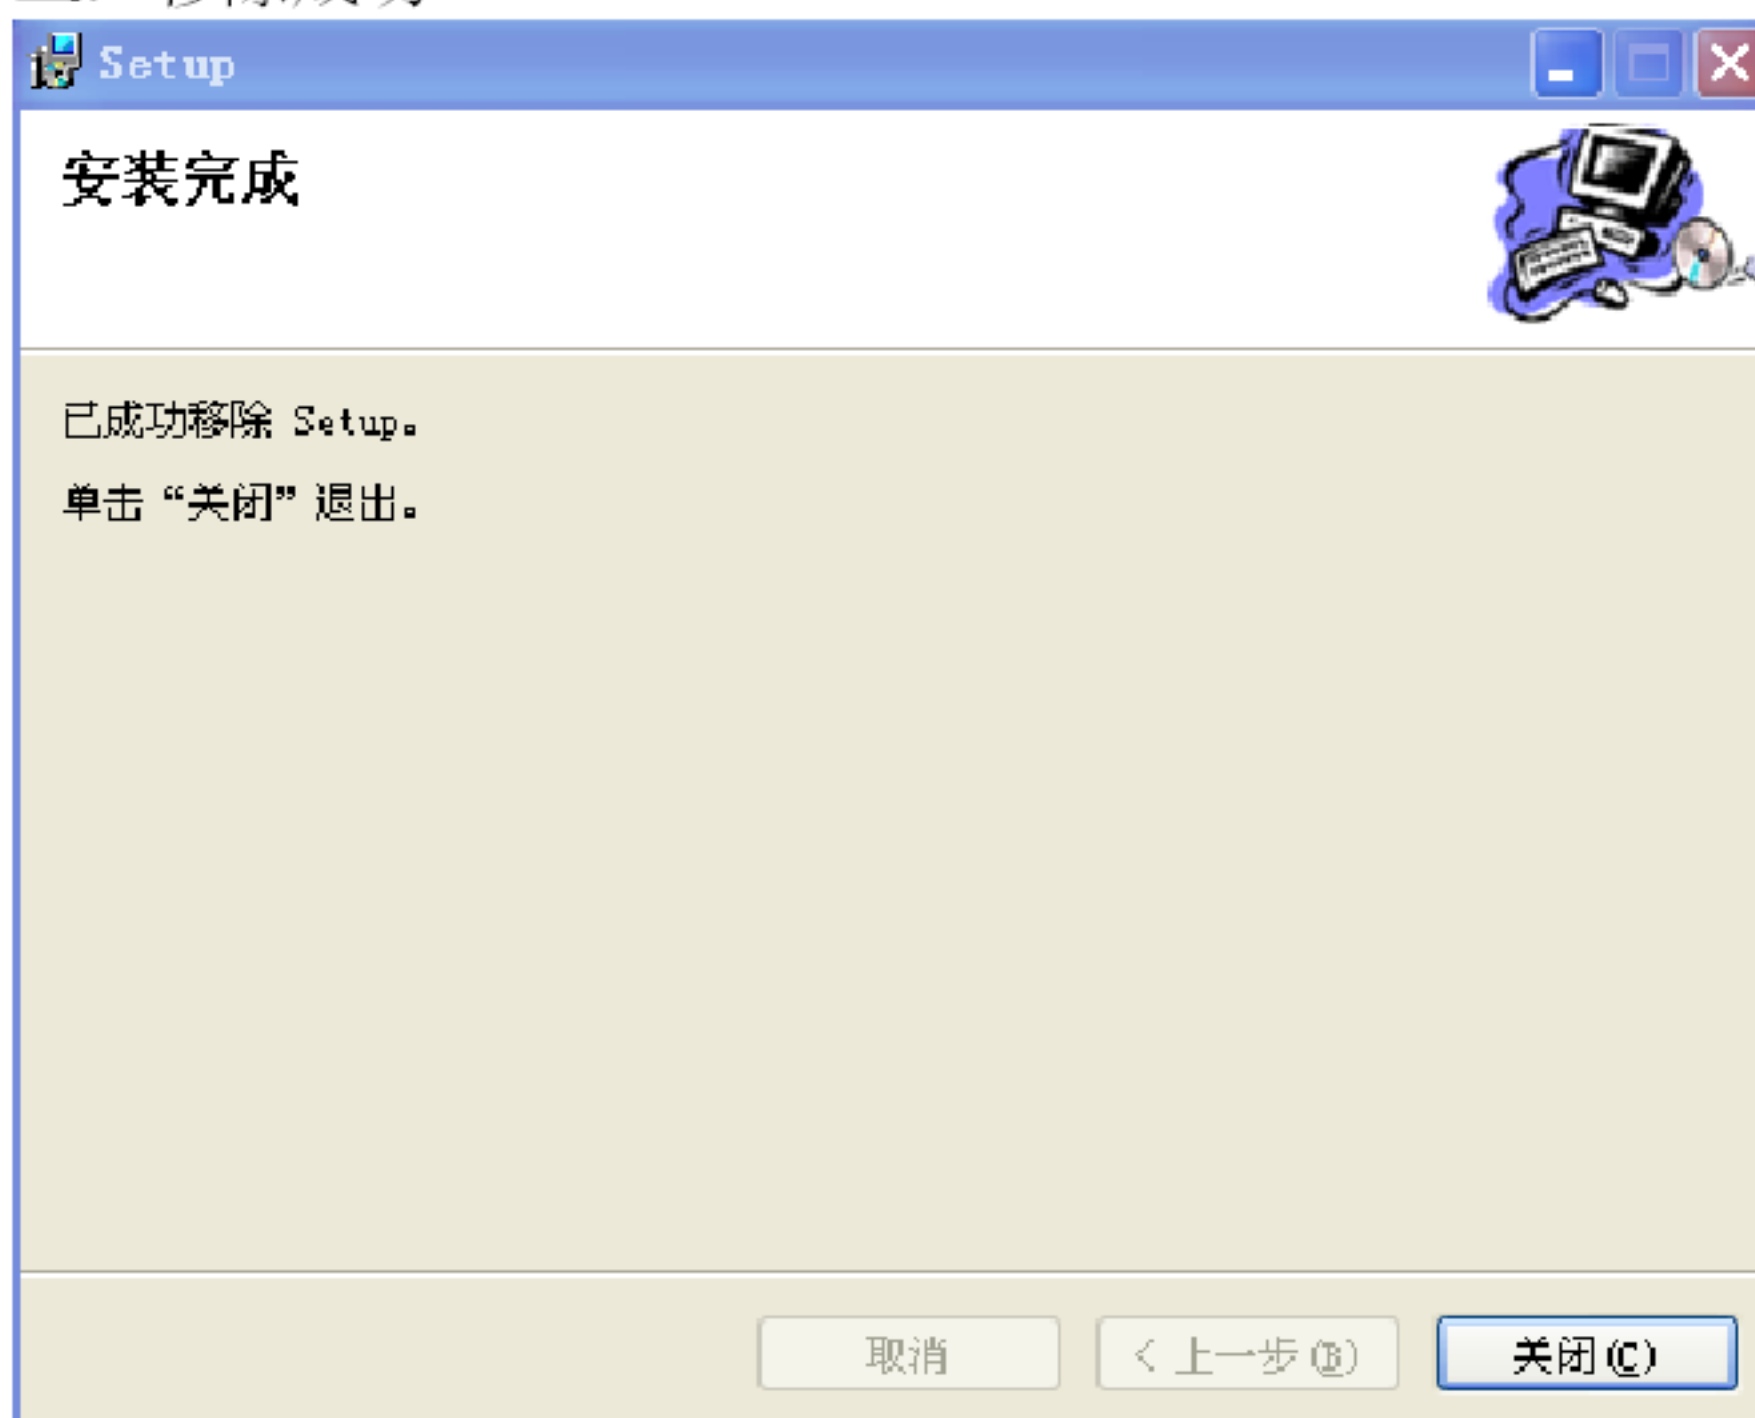 Setup
安装完成
已成功移除 Setup。
单击 “关闭” 退出。
取消
< 上一步(B)
关闭(C)